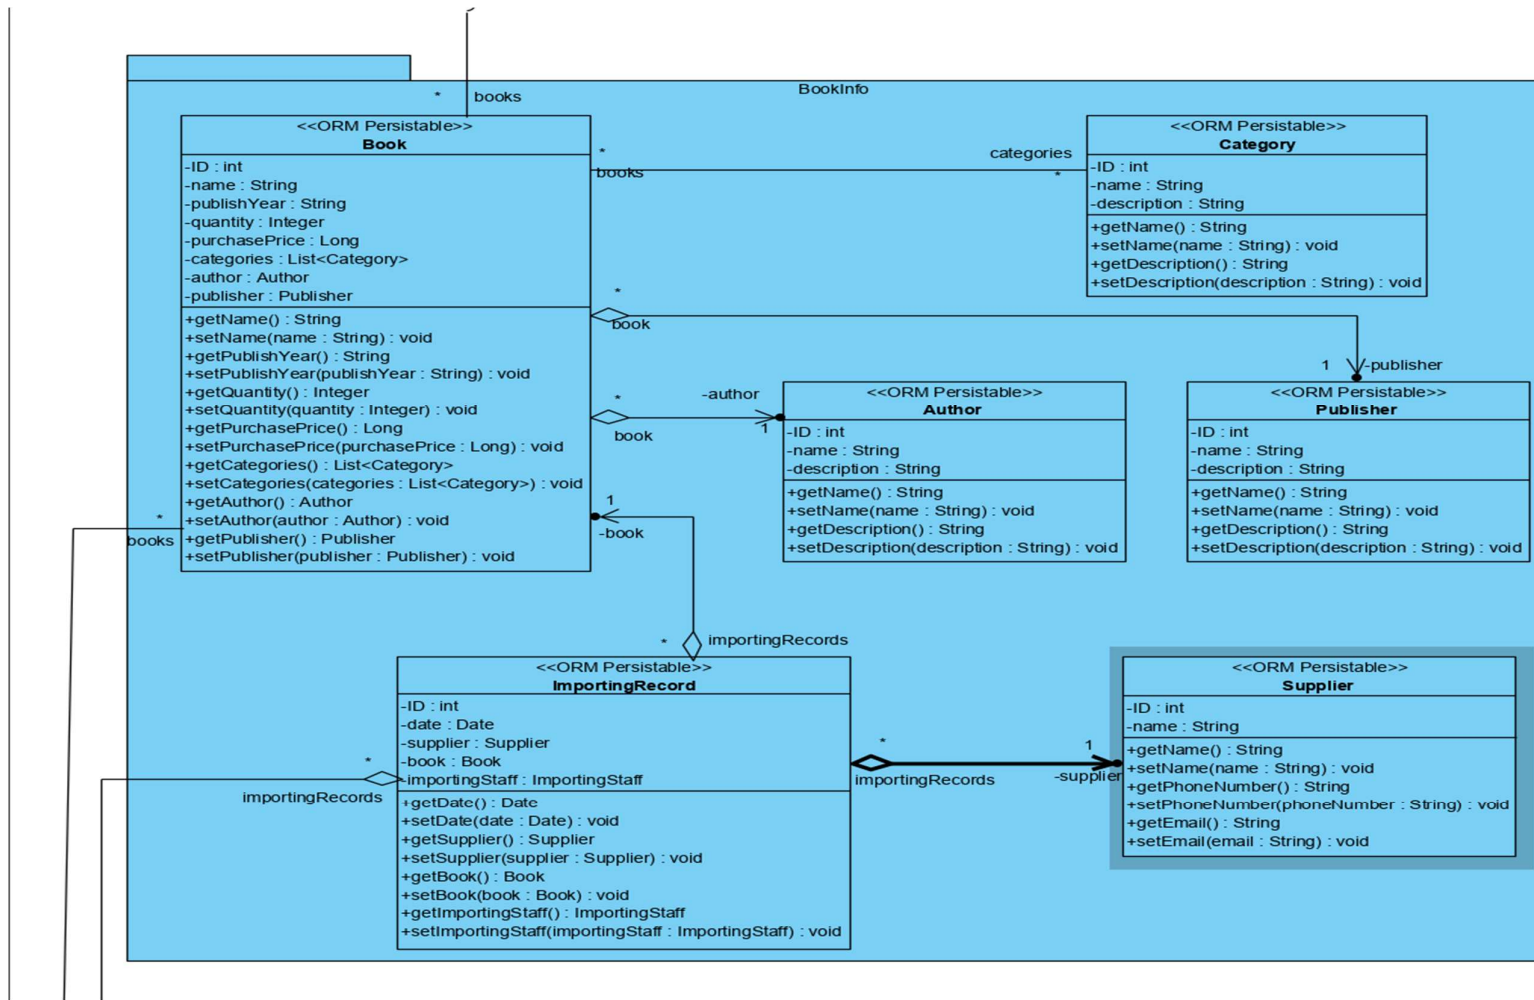 BookInfo
* books
<<ORM Persistable>>
Book
-ID : int
-name : String
-publishYear : String
-quantity : Integer
-purchasePrice : Long
-categories : List<Category>
-author : Author
-publisher : Publisher
+getName() : String
+setName(name : String) : void
+getPublishYear() : String
+setPublishYear(publishYear : String) : void
+getQuantity() : Integer
+setQuantity(quantity : Integer) : void
+getPurchasePrice() : Long
+setPurchasePrice(purchasePrice : Long) : void
+getCategories() : List<Category>
+setCategories(categories : List<Category>) : void
+getAuthor() : Author
+setAuthor(author : Author) : void
+getPublisher() : Publisher
+setPublisher(publisher : Publisher) : void
*
books
*
books
categories
*
<<ORM Persistable>>
Category
-ID : int
-name : String
-description : String
+getName() : String
+setName(name : String) : void
+getDescription() : String
+setDescription(description : String) : void
*
book
1 -publisher
*
book
-author
1
<<ORM Persistable>>
Author
-ID : int
-name : String
-description : String
+getName() : String
+setName(name : String) : void
+getDescription() : String
+setDescription(description : String) : void
<<ORM Persistable>>
Publisher
-ID : int
-name : String
-description : String
+getName() : String
+setName(name : String) : void
+getDescription() : String
+setDescription(description : String) : void
1
-book
* importingRecords
<<ORM Persistable>>
ImportingRecord
-ID : int
-date : Date
-supplier : Supplier
-book : Book
-importingStaff : ImportingStaff
+getDate() : Date
+setDate(date : Date) : void
+getSupplier() : Supplier
+setSupplier(supplier : Supplier) : void
+getBook() : Book
+setBook(book : Book) : void
+getImportingStaff() : ImportingStaff
+setImportingStaff(importingStaff : ImportingStaff) : void
*
importingRecords
*
importingRecords
1
-supplier
<<ORM Persistable>>
Supplier
-ID : int
-name : String
+getName() : String
+setName(name : String) : void
+getPhoneNumber() : String
+setPhoneNumber(phoneNumber : String) : void
+getEmail() : String
+setEmail(email : String) : void